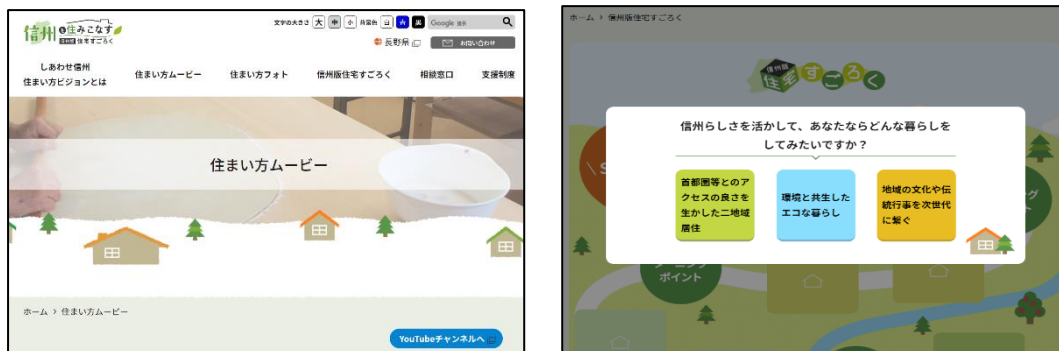 文字の大きさ 大 中 小 背景色 白 青 黒 Google 検索
信州を住みこなす
信州版 住宅すごろく
長野県
お問い合わせ
しあわせ信州
住まい方ビジョンとは
住まい方ムービー
住まい方フォト
信州版住宅すごろく
相談窓口
支援制度
住まい方ムービー
ホーム > 住まい方ムービー
YouTubeチャンネルへ
ホーム > 信州版住宅すごろく
信州版
住宅すごろく
信州らしさを活かして、あなたならどんな暮らしを
してみたいですか？
首都圏等とのア
クセスの良さを
生かした二地域
居住
環境と共生した
エコな暮らし
地域の文化や伝
統行事を次世代
に繋ぐ
ポイント